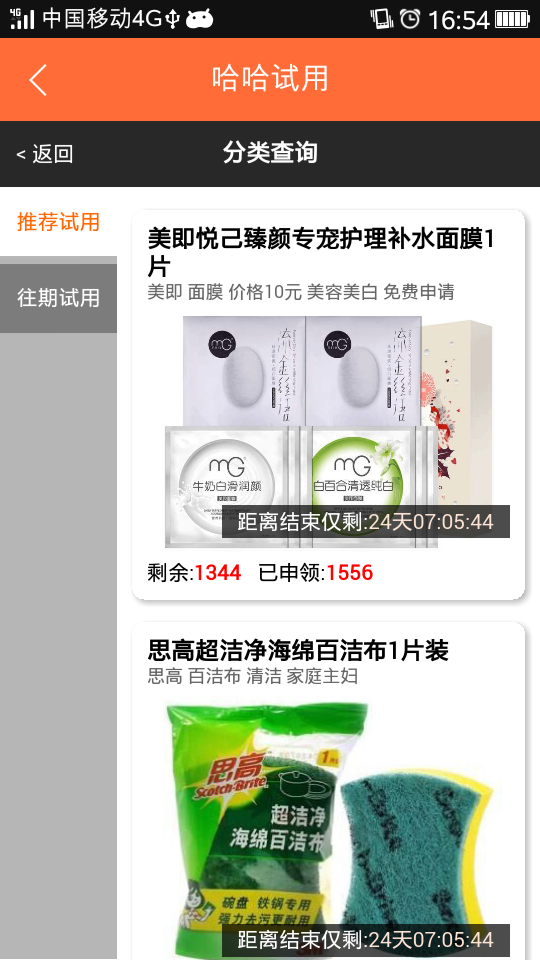 4G 中国移动4G 16:54
哈哈试用
< 返回 分类查询
推荐试用
往期试用
美即悦己臻颜专宠护理补水面膜1
片
美即 面膜 价格10元 美容美白 免费申请
MG MG
MG MG
牛奶白滑润颜 白百合清透纯白
距离结束仅剩:24天07:05:44
剩余:1344 已申领:1556
思高超洁净海绵百洁布1片装
思高 百洁布 清洁 家庭主妇
思高
Scotch-Brite
超洁净
海绵百洁布
碗盘 铁锅专用
强力去污更耐用
距离结束仅剩:24天07:05:44